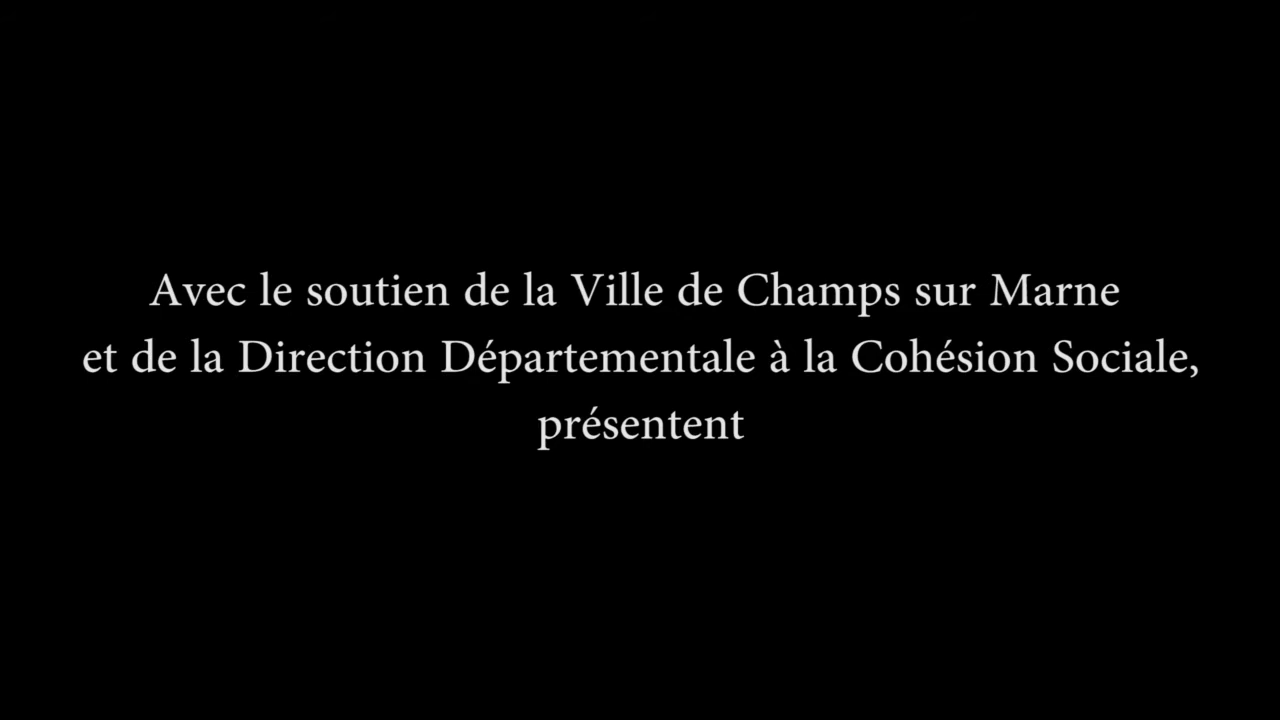 Avec le soutien de la Ville de Champs sur Marne
et de la Direction Départementale à la Cohésion Sociale,
présentent